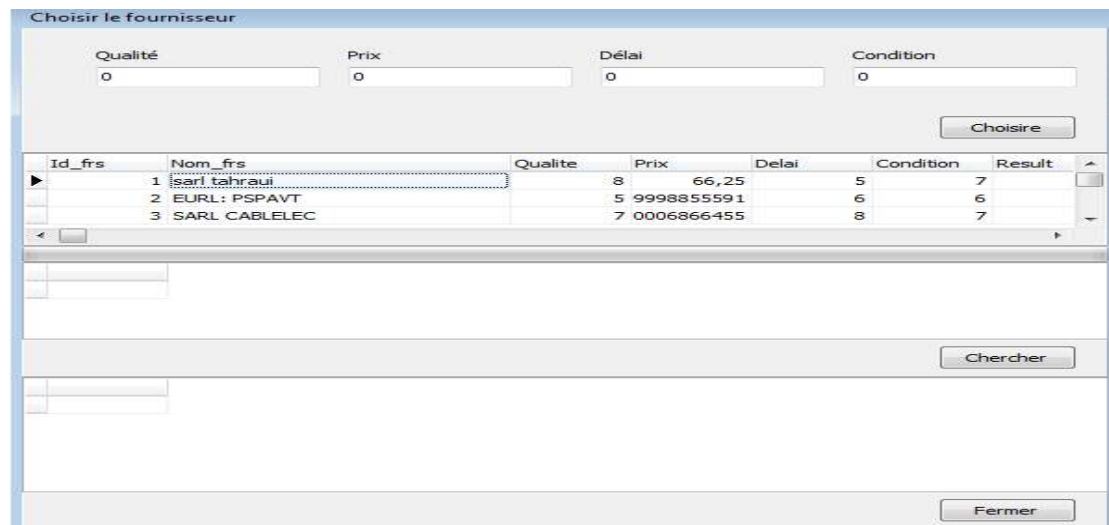 Choisir le fournisseur
Qualité Prix Délai Condition
0 0 0 0
Choisire
Id_frs Nom_frs Qualite Prix Delai Condition Result
1 sarl tahraui 8 66,25 5 7
2 EURL: PSPAVT 5 9998855591 6 6
3 SARL CABLELEC 7 0006866455 8 7
Chercher
Fermer